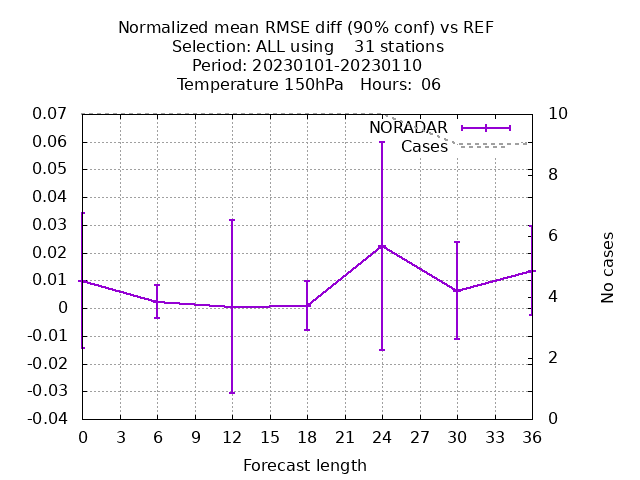 Normalized mean RMSE diff (90% conf) vs REF
Selection: ALL using    31 stations
Period: 20230101-20230110
Temperature 150hPa   Hours:  06
NORADAR
Cases
0.07
0.06
0.05
0.04
0.03
0.02
0.01
0
-0.01
-0.02
-0.03
-0.04
10
8
6
4
2
0
No cases
0 3 6 9 12 15 18 21 24 27 30 33 36
Forecast length